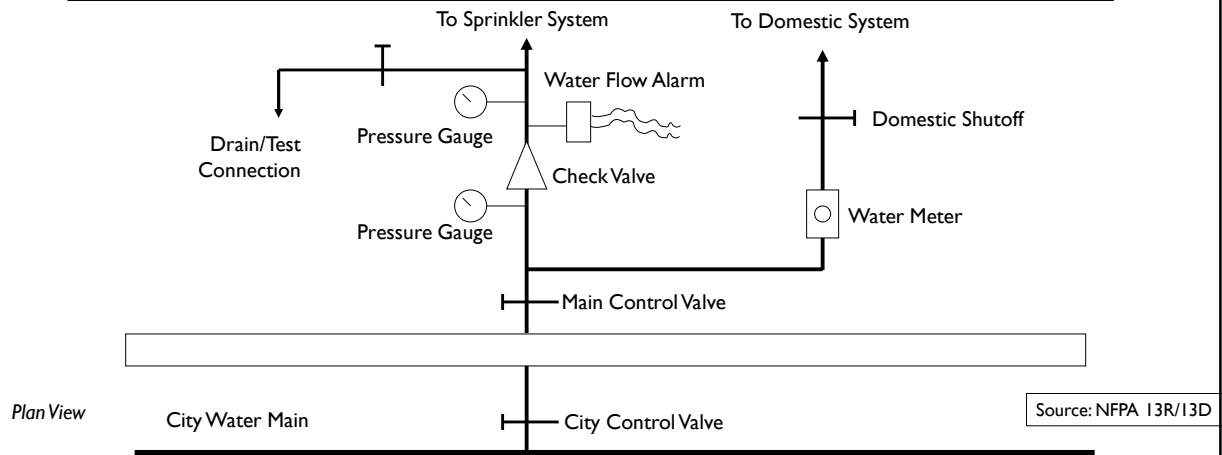 To Sprinkler System
To Domestic System
Water Flow Alarm
Pressure Gauge
Domestic Shutoff
Drain/Test
Connection
Check Valve
Water Meter
Pressure Gauge
Main Control Valve
Plan View
City Water Main
City Control Valve
Source: NFPA 13R/13D